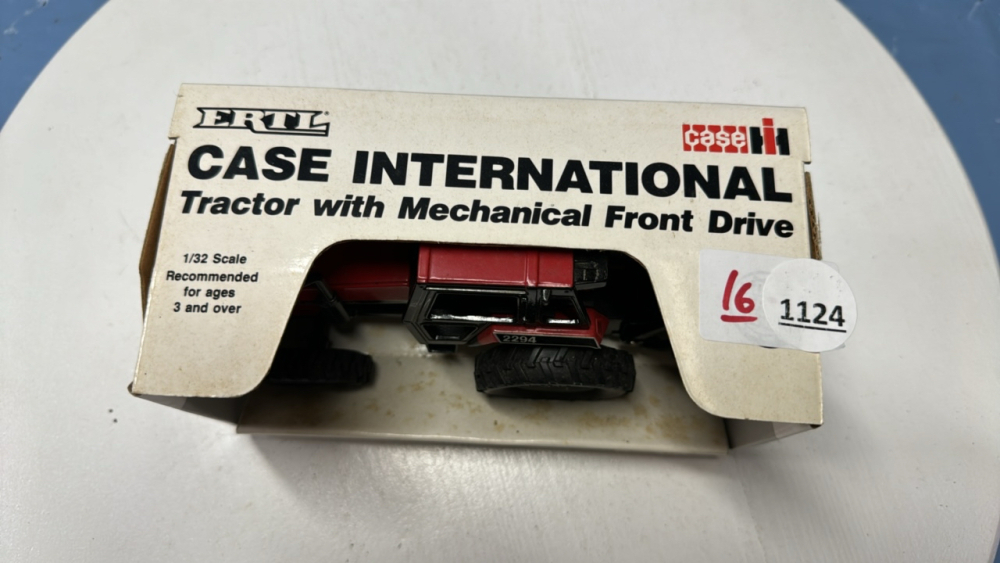 ERTL
case IH
CASE INTERNATIONAL
Tractor with Mechanical Front Drive
1/32 Scale
Recommended
for ages
3 and over
16
1124
2294